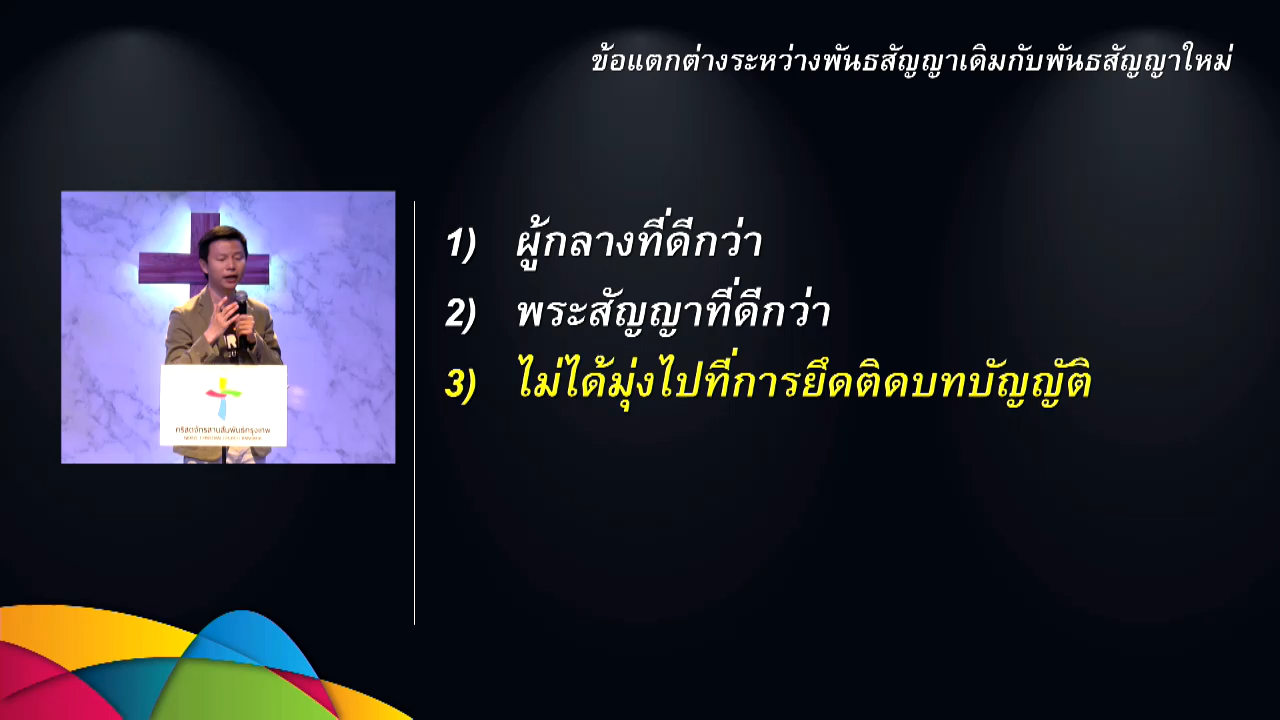 ข้อแตกต่างระหว่างพันธสัญญาเดิมกับพันธสัญญาใหม่
1) ผู้กลางที่ดีกว่า
2) พระสัญญาที่ดีกว่า
3) ไม่ได้มุ่งไปที่การยึดติดบทบัญญัติ
คริสตจักรสานสัมพันธ์กรุงเทพ